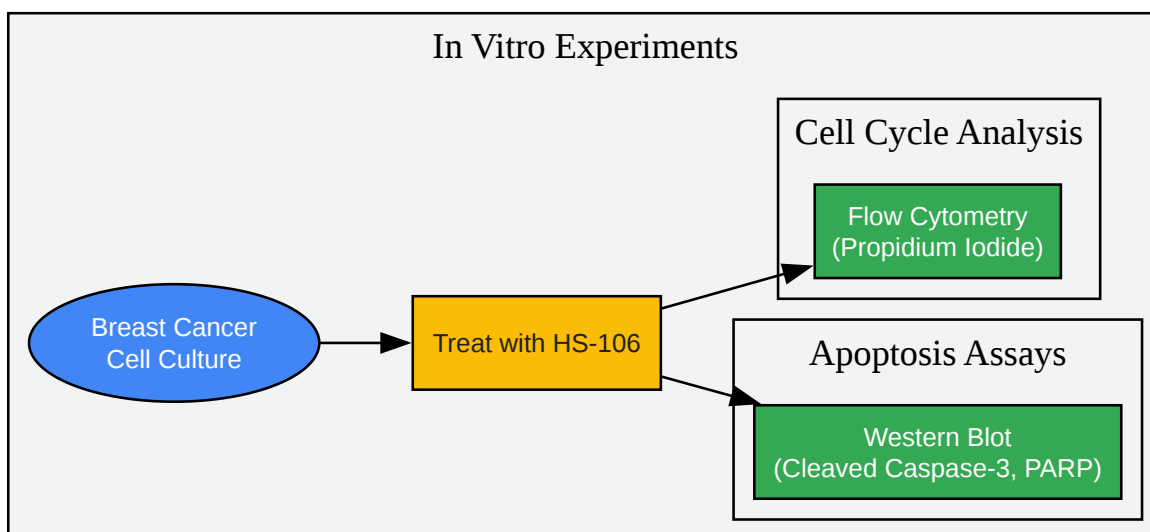 In Vitro Experiments
Cell Cycle Analysis
Flow Cytometry
(Propidium Iodide)
Breast Cancer
Cell Culture
Treat with HS-106
Apoptosis Assays
Western Blot
(Cleaved Caspase-3, PARP)